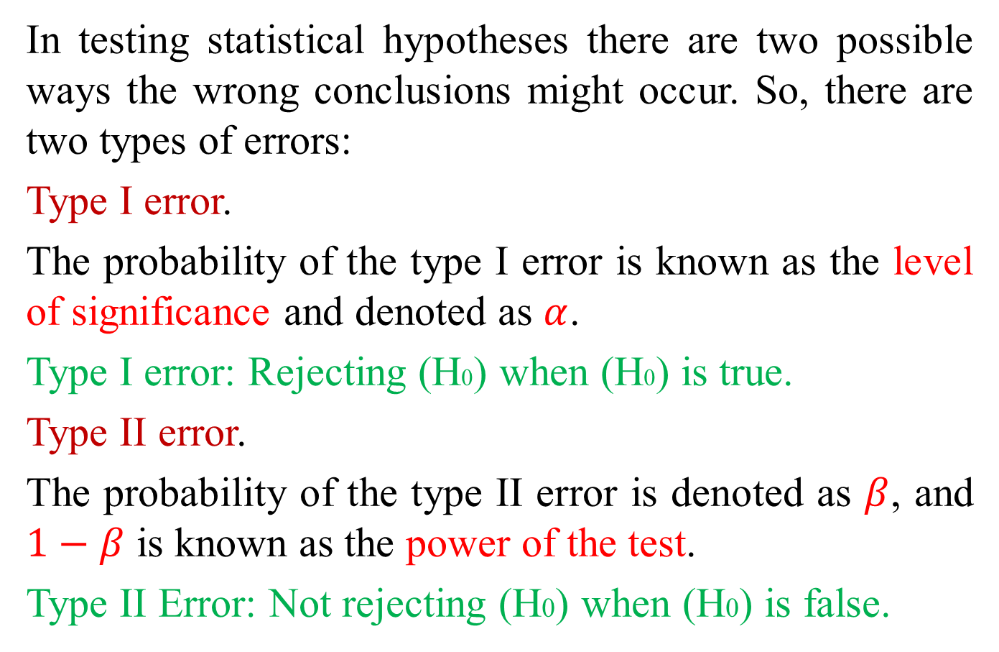 In testing statistical hypotheses there are two possible
ways the wrong conclusions might occur. So, there are
two types of errors:
Type I error.
The probability of the type I error is known as the level
of significance and denoted as α.
Type I error: Rejecting (H₀) when (H₀) is true.
Type II error.
The probability of the type II error is denoted as β, and
1 − β is known as the power of the test.
Type II Error: Not rejecting (H₀) when (H₀) is false.